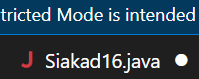 tricted Mode is intended
J Siakad16.java